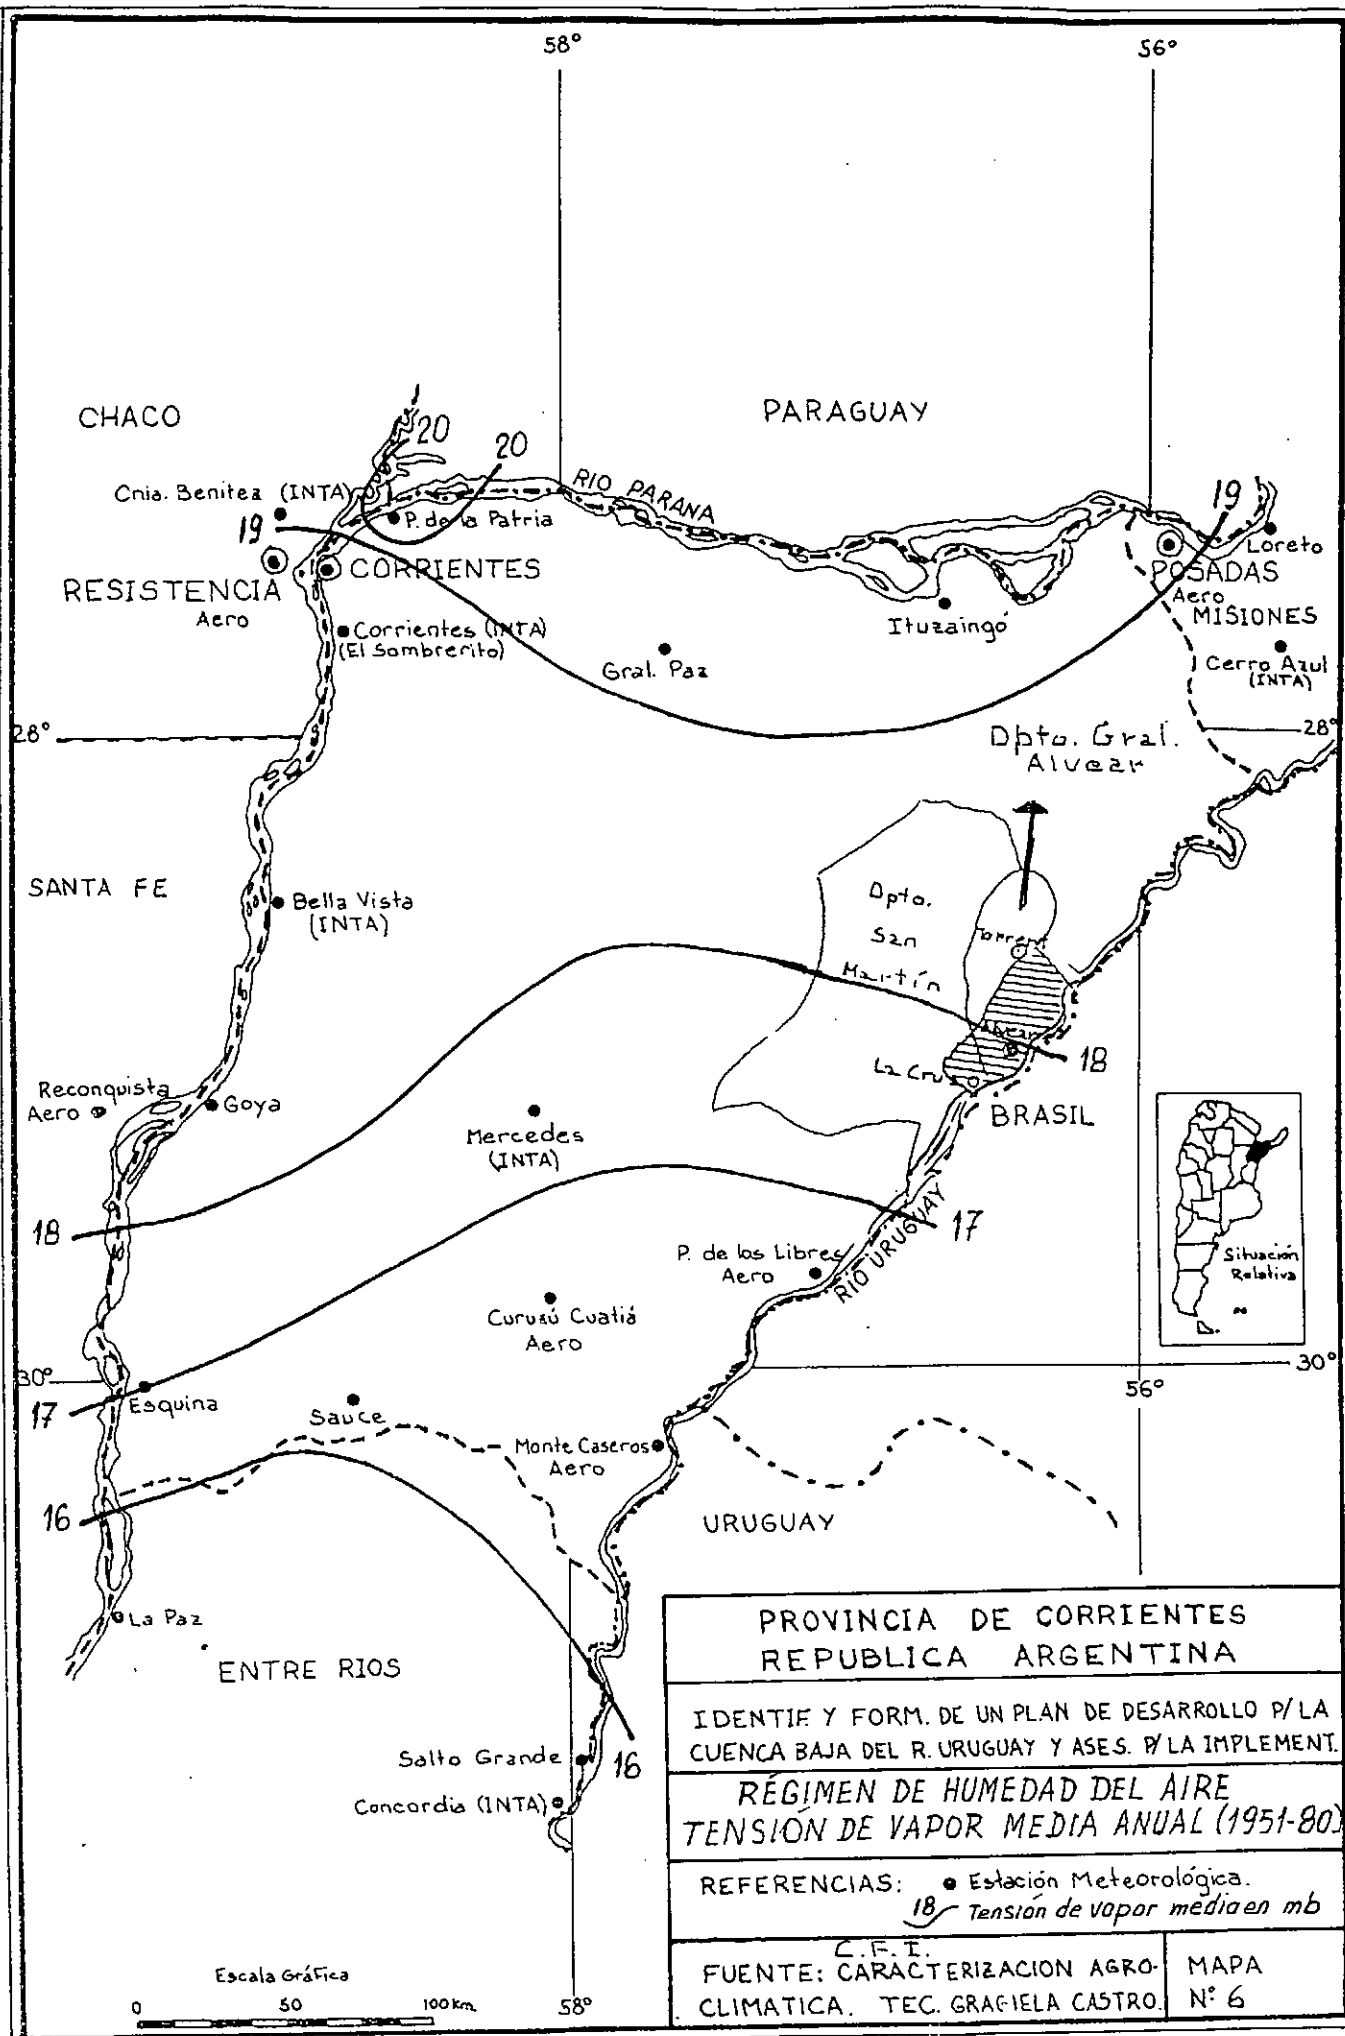 58°
56°
CHACO
PARAGUAY
20
20
Cnia. Benitez (INTA)
19
P. de la Patria
RIO PARANA
19
Loreto
RESISTENCIA
Aero
CORRIENTES
POSADAS
Aero
MISIONES
Corrientes (INTA)
(El Sombrerito)
Ituzaingó
Gral. Paz
Cerro Azul
(INTA)
28°
28°
Dpto. Gral.
Alvear
SANTA FE
Bella Vista
(INTA)
Dpto.
San
Martín
Torrent
Alvear
18
La Cruz
BRASIL
Reconquista
Aero
Goya
Mercedes
(INTA)
18
17
P. de los Libres
Aero
RIO URUGUAY
Situación
Relativa
Curuzú Cuatiá
Aero
30°
30°
56°
17
Esquina
Sauce
Monte Caseros
Aero
16
URUGUAY
La Paz
ENTRE RIOS
Salto Grande
16
Concordia (INTA)
PROVINCIA DE CORRIENTES
REPUBLICA ARGENTINA
IDENTIF. Y FORM. DE UN PLAN DE DESARROLLO P/ LA
CUENCA BAJA DEL R. URUGUAY Y ASES. P/ LA IMPLEMENT.
RÉGIMEN DE HUMEDAD DEL AIRE
TENSIÓN DE VAPOR MEDIA ANUAL (1951-80)
REFERENCIAS: Estación Meteorológica.
18 Tensión de vapor media en mb
C.F.I.
FUENTE: CARACTERIZACION AGRO-
CLIMATICA. TEC. GRACIELA CASTRO.
MAPA
N° 6
Escala Gráfica
0 50 100 km.
58°